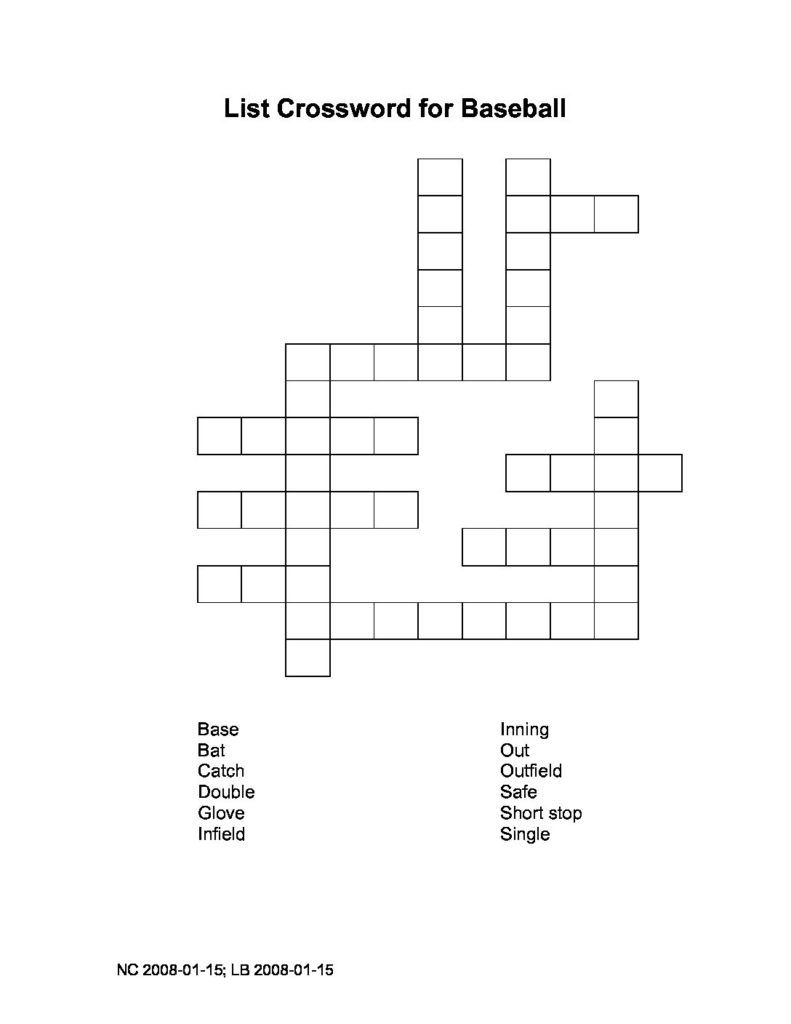 List Crossword for Baseball
Base
Bat
Catch
Double
Glove
Infield
Inning
Out
Outfield
Safe
Short stop
Single
NC 2008-01-15; LB 2008-01-15